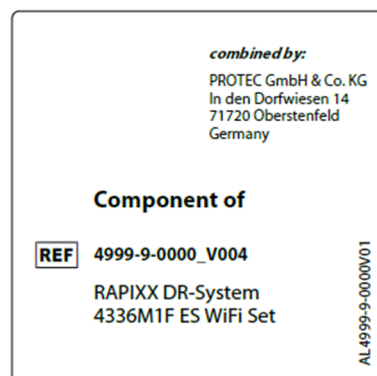 combined by:
PROTEC GmbH & Co. KG
In den Dorfwiesen 14
71720 Oberstenfeld
Germany
Component of
REF 4999-9-0000_V004
RAPIXX DR-System
4336M1F ES WiFi Set
AL4999-9-0000V01